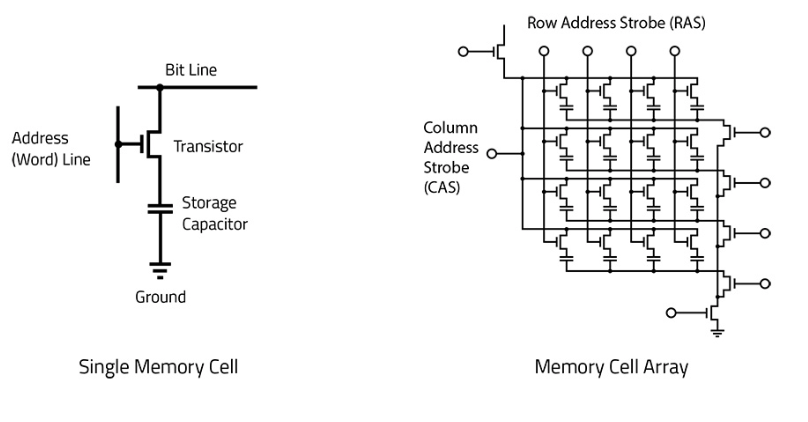 Bit Line
Address
(Word) Line
Transistor
Storage
Capacitor
Ground
Single Memory Cell
Row Address Strobe (RAS)
Column
Address
Strobe
(CAS)
Memory Cell Array